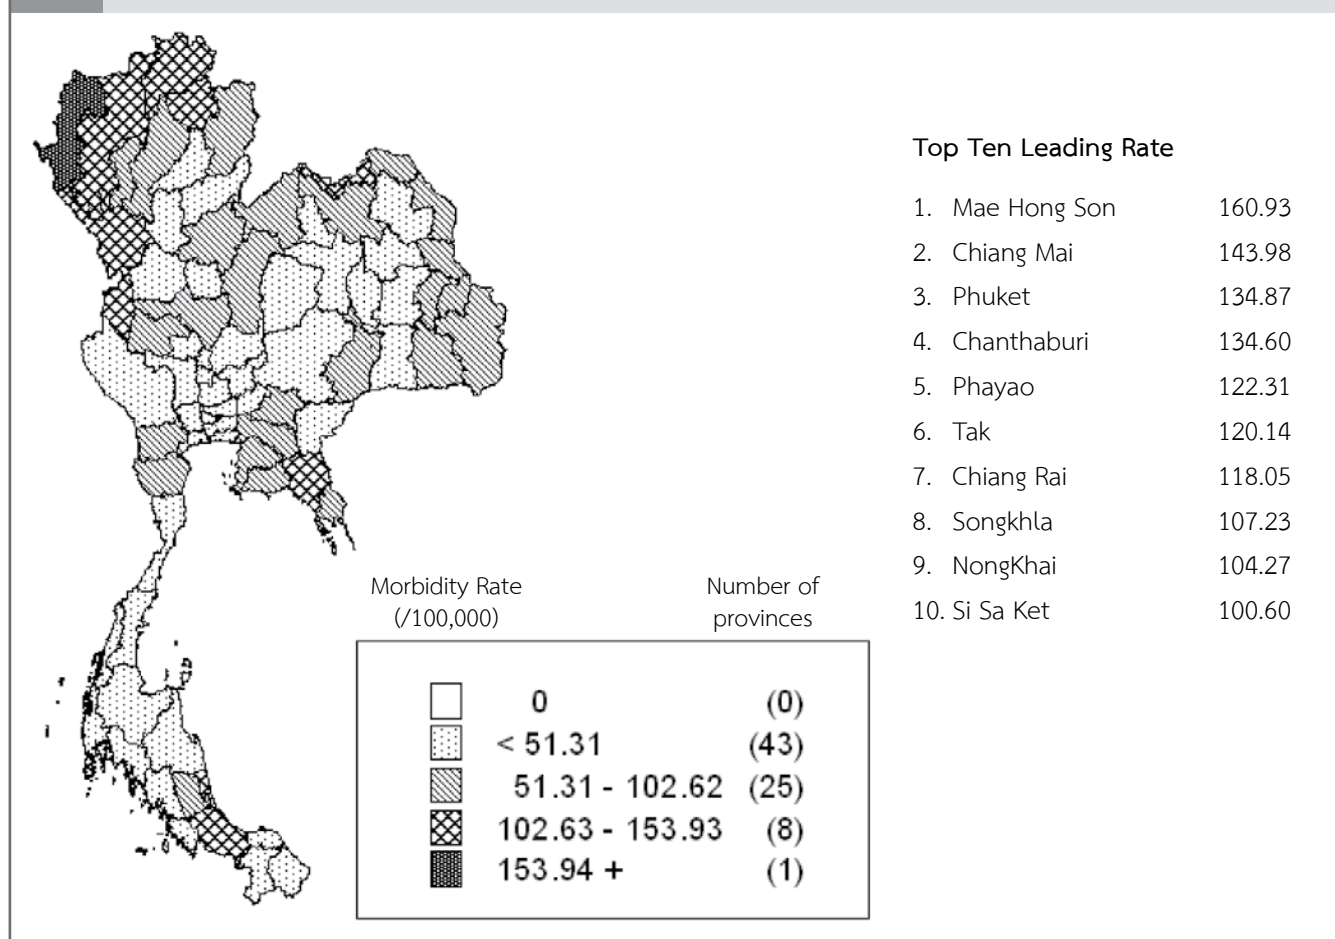 Top Ten Leading Rate
1. Mae Hong Son 160.93
2. Chiang Mai 143.98
3. Phuket 134.87
4. Chanthaburi 134.60
5. Phayao 122.31
6. Tak 120.14
7. Chiang Rai 118.05
8. Songkhla 107.23
9. NongKhai 104.27
10. Si Sa Ket 100.60
Morbidity Rate Number of
(/100,000) provinces
0 (0)
< 51.31 (43)
51.31 - 102.62 (25)
102.63 - 153.93 (8)
153.94 + (1)